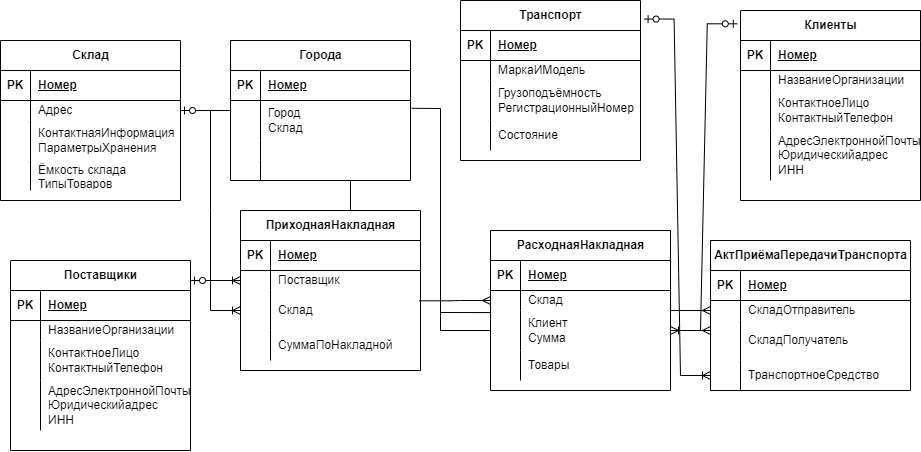 Склад
PK Номер
Адрес
КонтактнаяИнформация
ПараметрыХранения
Ёмкость склада
ТипыТоваров
Города
PK Номер
Город
Склад
Транспорт
PK Номер
МаркаИМодель
Грузоподъёмность
РегистрационныйНомер
Состояние
Клиенты
PK Номер
НазваниеОрганизации
КонтактноеЛицо
КонтактныйТелефон
АдресЭлектроннойПочты
Юридическийадрес
ИНН
Поставщики
PK Номер
НазваниеОрганизации
КонтактноеЛицо
КонтактныйТелефон
АдресЭлектроннойПочты
Юридическийадрес
ИНН
ПриходнаяНакладная
PK Номер
Поставщик
Склад
СуммаПоНакладной
РасходнаяНакладная
PK Номер
Склад
Клиент
Сумма
Товары
АктПриёмаПередачиТранспорта
PK Номер
СкладОтправитель
СкладПолучатель
ТранспортноеСредство